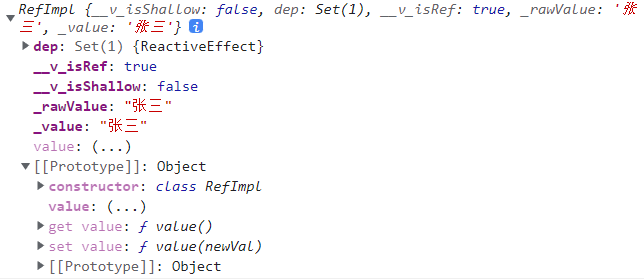 RefImpl {__v_isShallow: false, dep: Set(1), __v_isRef: true, _rawValue: '张
三', _value: '张三'} i
dep: Set(1) {ReactiveEffect}
__v_isRef: true
__v_isShallow: false
_rawValue: "张三"
_value: "张三"
value: (...)
[[Prototype]]: Object
constructor: class RefImpl
value: (...)
get value: ƒ value()
set value: ƒ value(newVal)
[[Prototype]]: Object